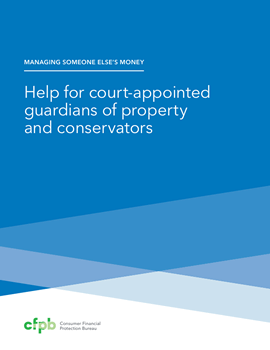 MANAGING SOMEONE ELSE'S MONEY
Help for court-appointed
guardians of property
and conservators
cfpb
Consumer Financial
Protection Bureau